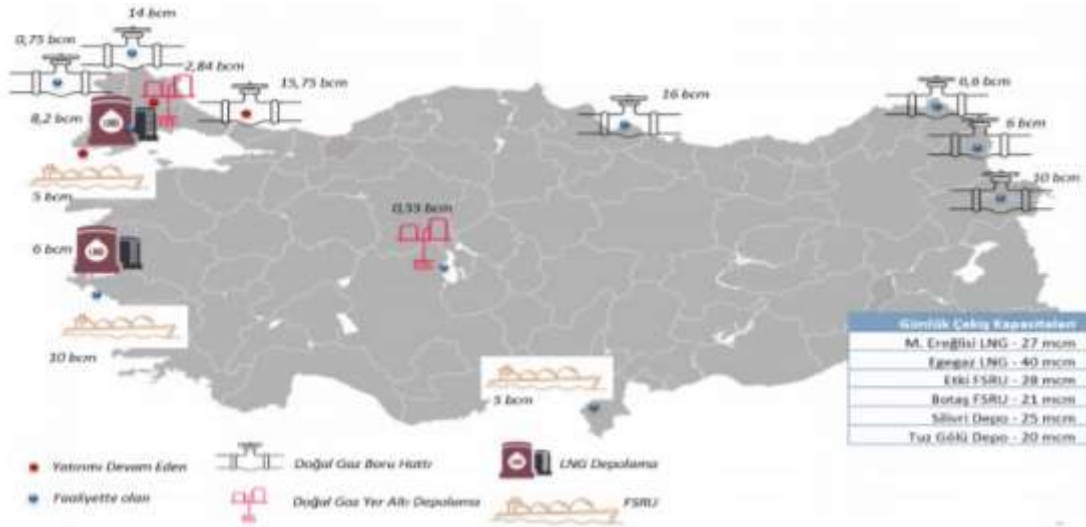 14 bcm
0,75 bcm
2,84 bcm
15,75 bcm
16 bcm
6,6 bcm
8,2 bcm
6 bcm
10 bcm
5 bcm
0,55 bcm
6 bcm
10 bcm
5 bcm
Günlük Çekiş Kapasiteleri
M. Ereğlisi LNG - 27 mcm
Egegaz LNG - 40 mcm
Etki FSRU - 28 mcm
Botaş FSRU - 21 mcm
Silivri Depo - 25 mcm
Tuz Gölü Depo - 20 mcm
Yatırımı Devam Eden
Doğal Gaz Boru Hattı
LNG Depolama
Faaliyette olan
Doğal Gaz Yer Altı Depolama
FSRU